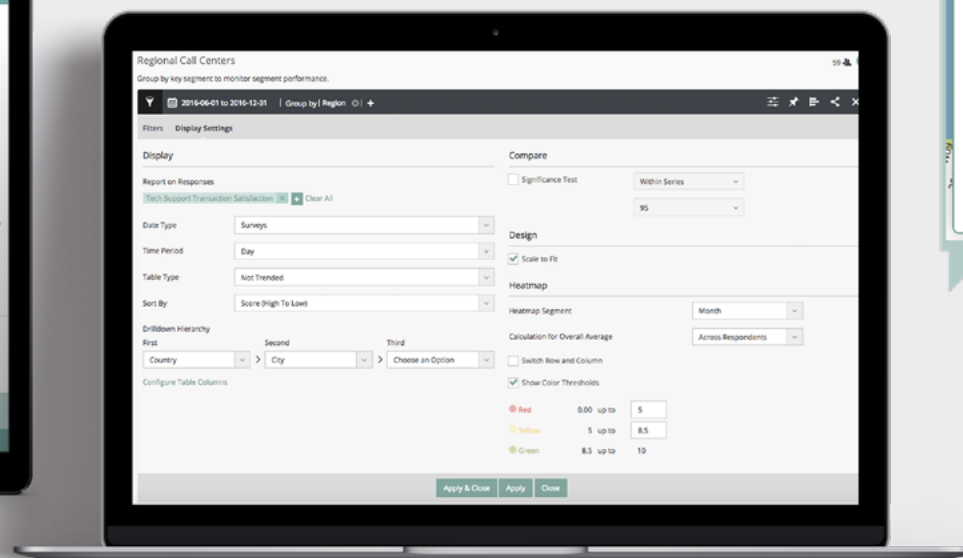 Regional Call Centers
59
Group by key segment to monitor segment performance.
2016-06-01 to 2016-12-31 | Group by | Region +
Filters Display Settings
Display
Report on Responses
Tech Support Transaction Satisfaction Clear All
Date Type Surveys
Time Period Day
Table Type Not Trended
Sort By Score (High To Low)
Drilldown Hierarchy
First Second Third
Country > City > Choose an Option
Configure Table Columns
Compare
Significance Test Within Series
95
Design
Scale to Fit
Heatmap
Heatmap Segment Month
Calculation for Overall Average Across Respondents
Switch Row and Column
Show Color Thresholds
Red 0.00 up to 5
Yellow 5 up to 8.5
Green 8.5 up to 10
Apply & Close Apply Close